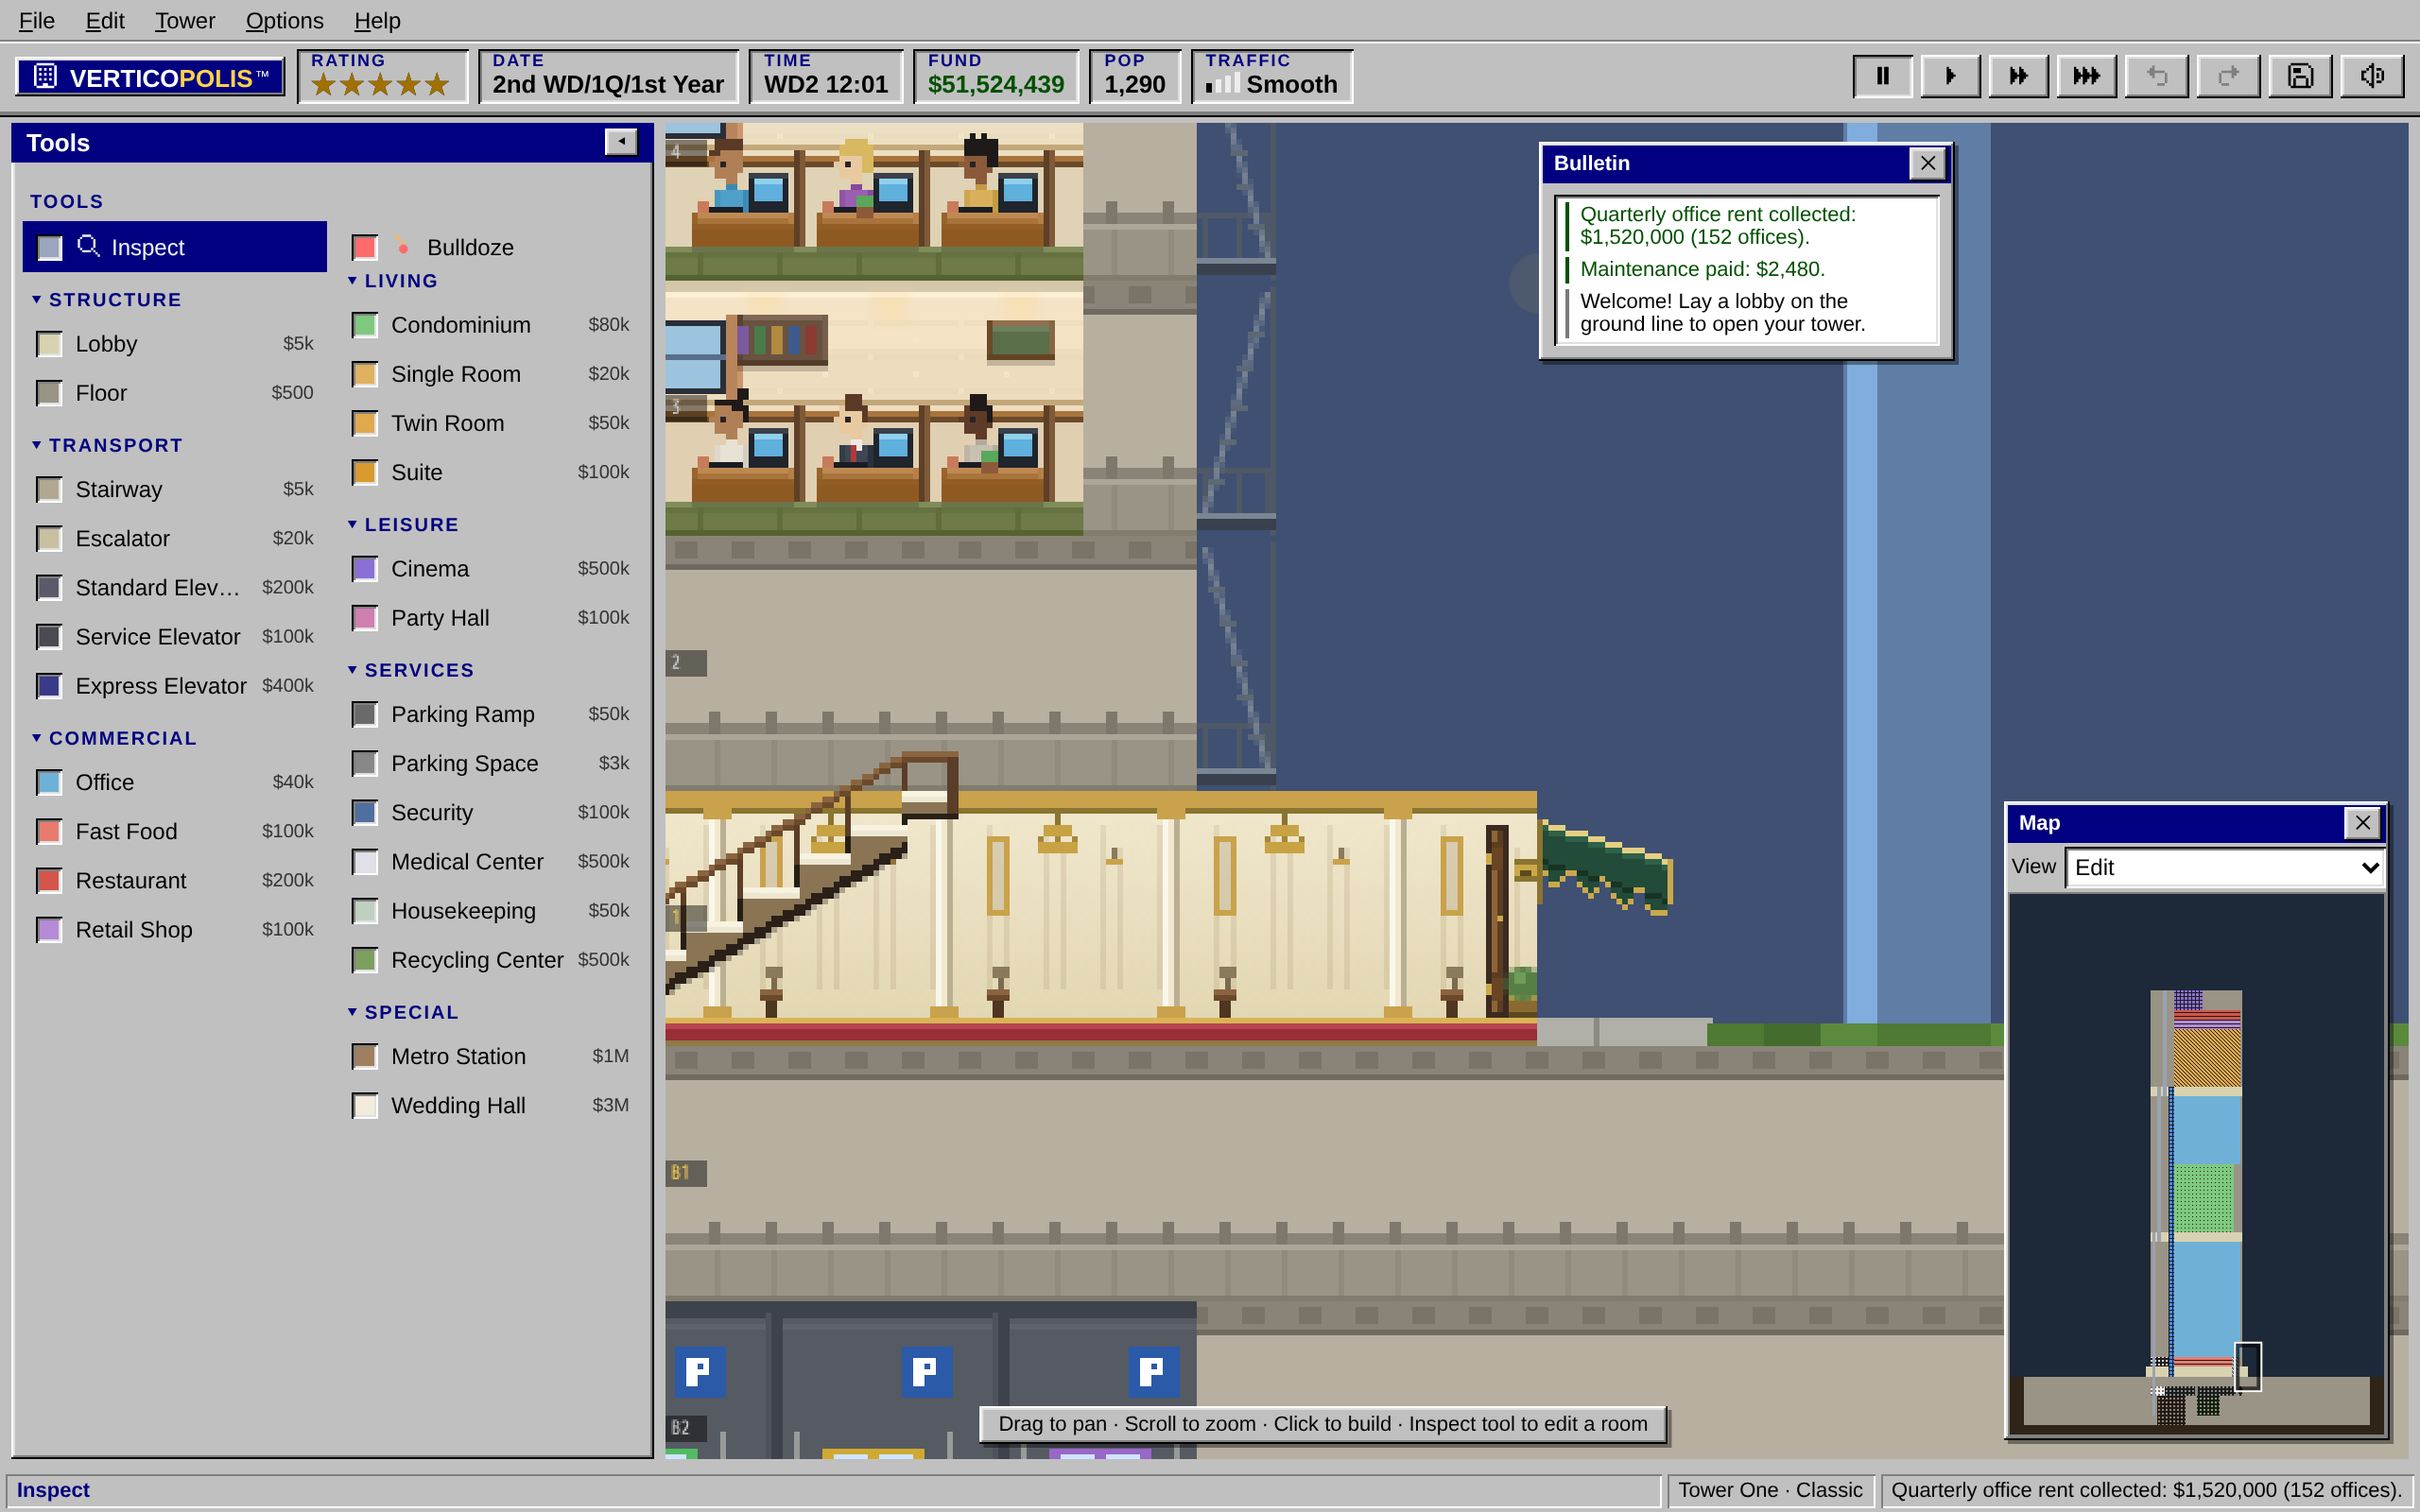 File Edit Tower Options Help
VERTICOPOLIS™
RATING
★★★★★
DATE
2nd WD/1Q/1st Year
TIME
WD2 12:01
FUND
$51,524,439
POP
1,290
TRAFFIC
Smooth
Tools
TOOLS
Inspect
STRUCTURE
Lobby $5k
Floor $500
TRANSPORT
Stairway $5k
Escalator $20k
Standard Elev… $200k
Service Elevator $100k
Express Elevator $400k
COMMERCIAL
Office $40k
Fast Food $100k
Restaurant $200k
Retail Shop $100k
Bulldoze
LIVING
Condominium $80k
Single Room $20k
Twin Room $50k
Suite $100k
LEISURE
Cinema $500k
Party Hall $100k
SERVICES
Parking Ramp $50k
Parking Space $3k
Security $100k
Medical Center $500k
Housekeeping $50k
Recycling Center $500k
SPECIAL
Metro Station $1M
Wedding Hall $3M
4
3
2
1
B1
P P P
B2
Bulletin
Quarterly office rent collected:
$1,520,000 (152 offices).
Maintenance paid: $2,480.
Welcome! Lay a lobby on the
ground line to open your tower.
Map
View Edit
Drag to pan · Scroll to zoom · Click to build · Inspect tool to edit a room
Inspect
Tower One · Classic
Quarterly office rent collected: $1,520,000 (152 offices).